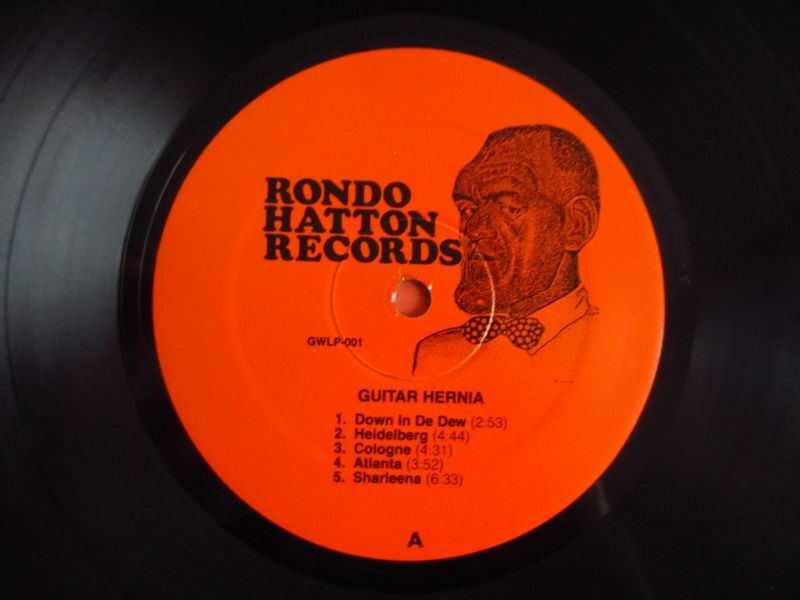 RONDO
HATTON
RECORDS
GWLP-001
GUITAR HERNIA
1. Down In De Dew (2:53)
2. Heidelberg (4:44)
3. Cologne (4:31)
4. Atlanta (3:52)
5. Sharleena (6:33)
A